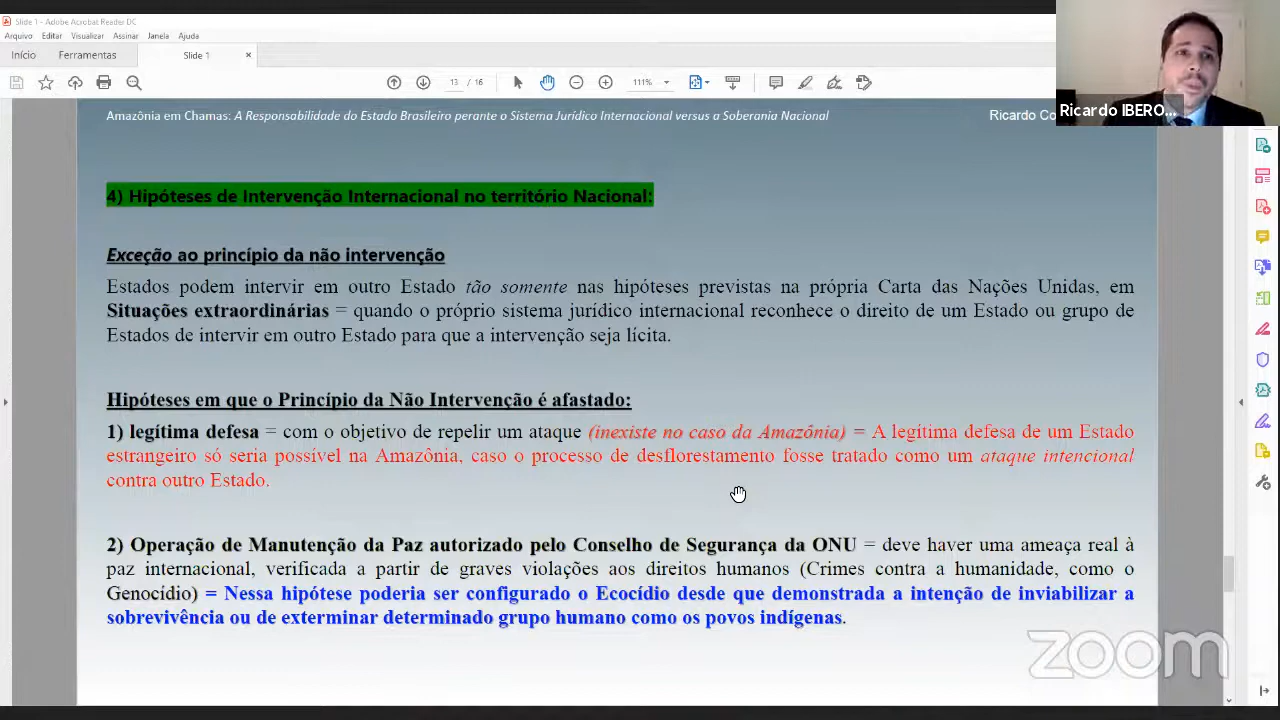 Slide 1 - Adobe Acrobat Reader DC
Arquivo Editar Visualizar Assinar Janela Ajuda
Início Ferramentas Slide 1 ×
13 / 16 111%
Ricardo IBERO...
Amazônia em Chamas: A Responsabilidade do Estado Brasileiro perante o Sistema Jurídico Internacional versus a Soberania Nacional Ricardo Co
4) Hipóteses de Intervenção Internacional no território Nacional:
Exceção ao princípio da não intervenção
Estados podem intervir em outro Estado tão somente nas hipóteses previstas na própria Carta das Nações Unidas, em
Situações extraordinárias = quando o próprio sistema jurídico internacional reconhece o direito de um Estado ou grupo de
Estados de intervir em outro Estado para que a intervenção seja lícita.
Hipóteses em que o Princípio da Não Intervenção é afastado:
1) legítima defesa = com o objetivo de repelir um ataque (inexiste no caso da Amazônia) = A legítima defesa de um Estado
estrangeiro só seria possível na Amazônia, caso o processo de desflorestamento fosse tratado como um ataque intencional
contra outro Estado.
2) Operação de Manutenção da Paz autorizado pelo Conselho de Segurança da ONU = deve haver uma ameaça real à
paz internacional, verificada a partir de graves violações aos direitos humanos (Crimes contra a humanidade, como o
Genocídio) = Nessa hipótese poderia ser configurado o Ecocídio desde que demonstrada a intenção de inviabilizar a
sobrevivência ou de exterminar determinado grupo humano como os povos indígenas.
zoom